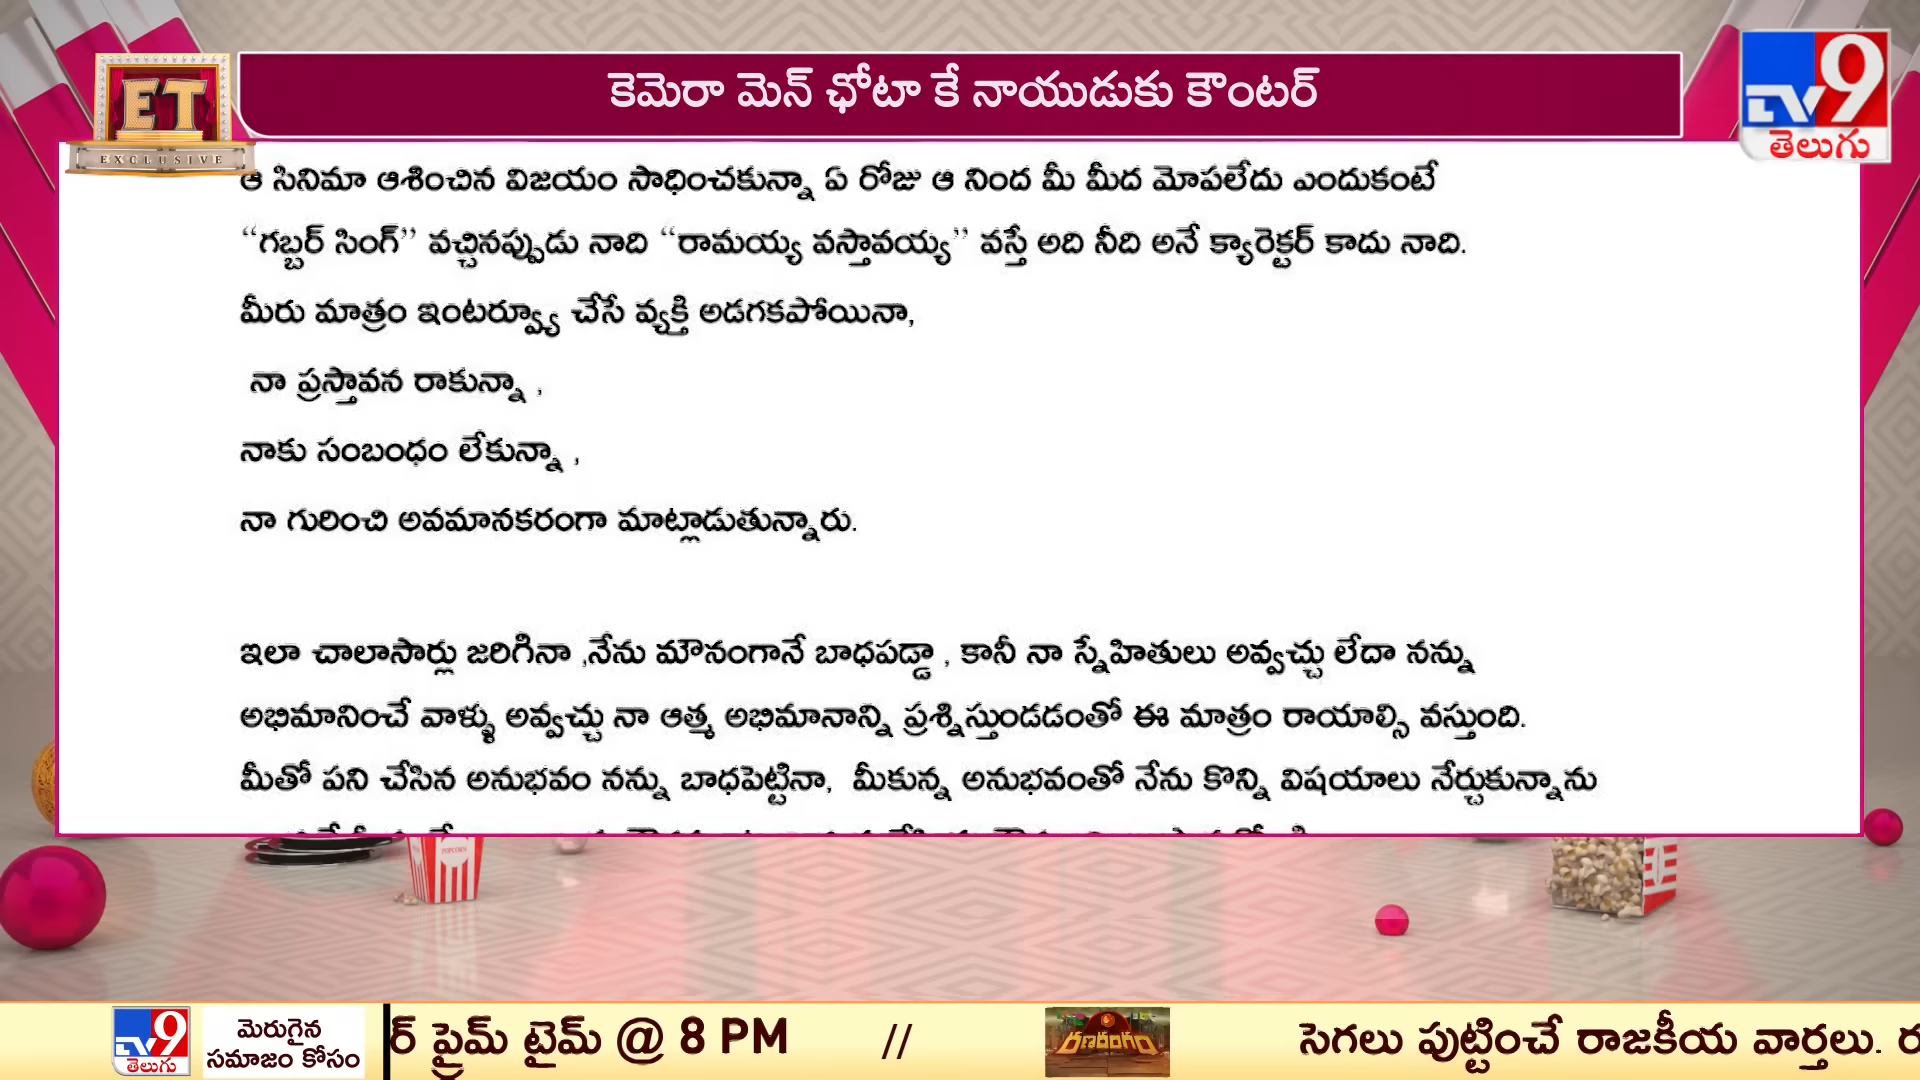 ET
EXCLUSIVE
కెమెరా మెన్ ఛోటా కే నాయుడుకు కౌంటర్
TV9
తెలుగు
ఆ సినిమా ఆశించిన విజయం సాధించకున్నా ఏ రోజు ఆ నింద మీ మీద మోపలేదు ఎందుకంటే
“గబ్బర్ సింగ్” వచ్చినప్పుడు నాది “రామయ్య వస్తావయ్య” వస్తే అది నీది అనే క్యారెక్టర్ కాదు నాది.
మీరు మాత్రం ఇంటర్వ్యూ చేసే వ్యక్తి అడగకపోయినా,
నా ప్రస్తావన రాకున్నా ,
నాకు సంబంధం లేకున్నా ,
నా గురించి అవమానకరంగా మాట్లాడుతున్నారు.
ఇలా చాలాసార్లు జరిగినా ,నేను మౌనంగానే బాధపడ్డా , కానీ నా స్నేహితులు అవ్వచ్చు లేదా నన్ను
అభిమానించే వాళ్ళు అవ్వచ్చు నా ఆత్మ అభిమానాన్ని ప్రశ్నిస్తుండడంతో ఈ మాత్రం రాయాల్సి వస్తుంది.
మీతో పని చేసిన అనుభవం నన్ను బాధపెట్టినా, మీకున్న అనుభవంతో నేను కొన్ని విషయాలు నేర్చుకున్నాను
POPCORN
TV9
తెలుగు
మెరుగైన
సమాజం కోసం
ర్ ప్రైమ్ టైమ్ @ 8 PM // రణరంగం సెగలు పుట్టించే రాజకీయ వార్తలు.